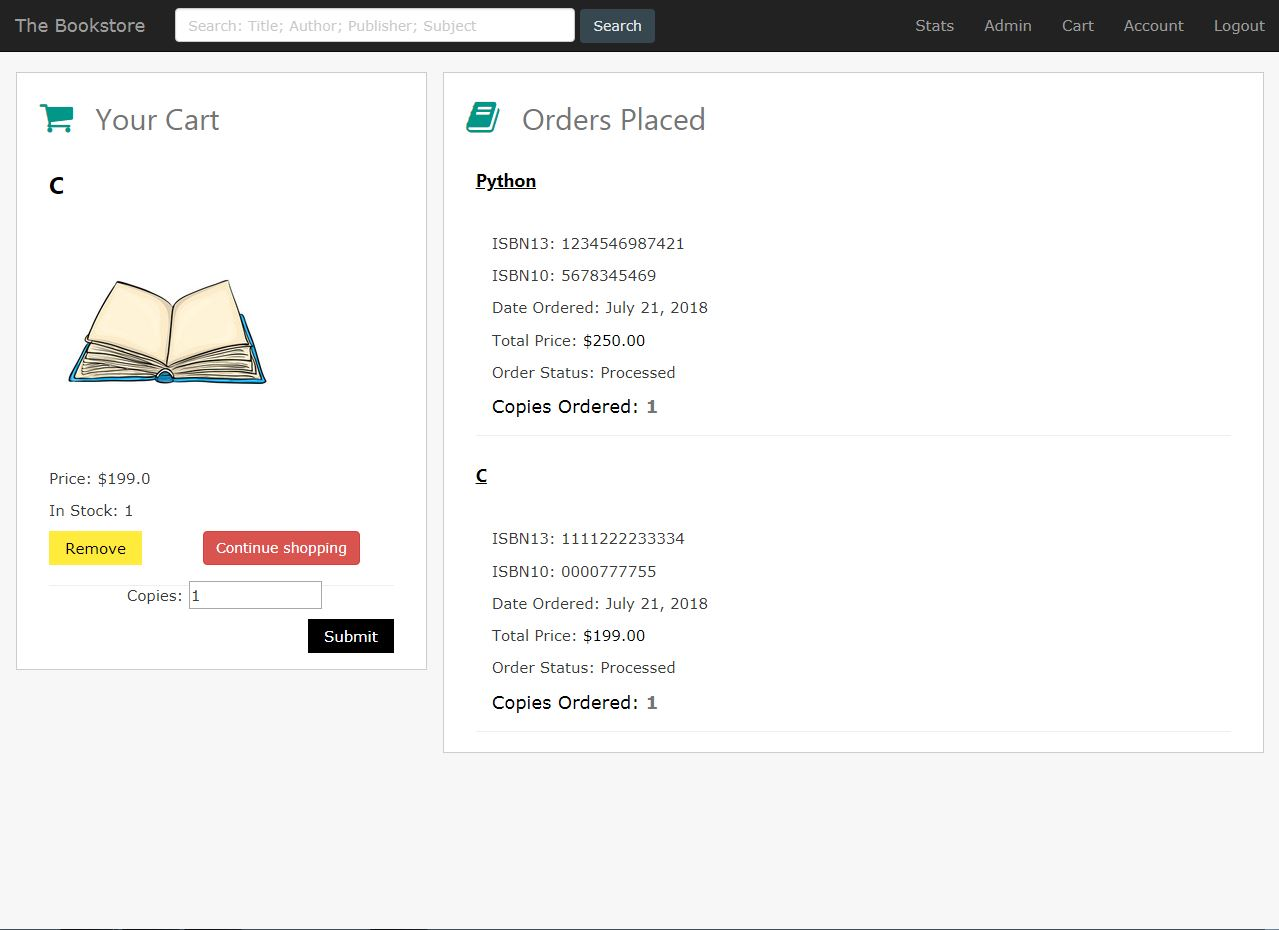 The Bookstore Search: Title; Author; Publisher; Subject Search Stats Admin Cart Account Logout
Your Cart
C
Price: $199.0
In Stock: 1
Remove Continue shopping
Copies: 1
Submit
Orders Placed
Python
ISBN13: 1234546987421
ISBN10: 5678345469
Date Ordered: July 21, 2018
Total Price: $250.00
Order Status: Processed
Copies Ordered: 1
C
ISBN13: 1111222233334
ISBN10: 0000777755
Date Ordered: July 21, 2018
Total Price: $199.00
Order Status: Processed
Copies Ordered: 1